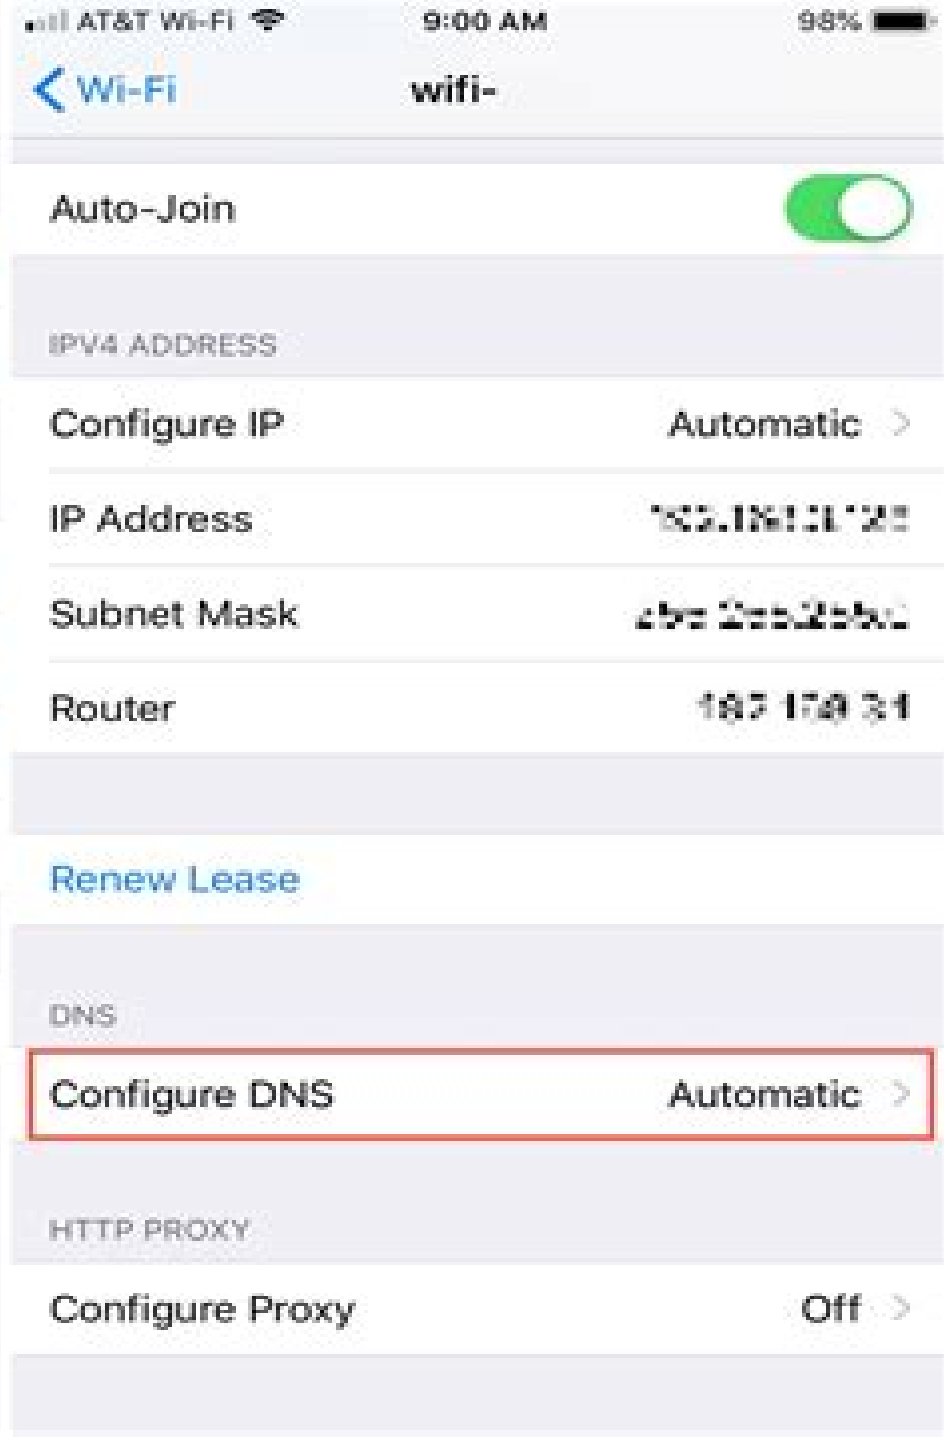 AT&T Wi-Fi 9:00 AM 98%
Wi-Fi wifi-
Auto-Join
IPV4 ADDRESS
Configure IP Automatic
IP Address
Subnet Mask
Router
Renew Lease
DNS
Configure DNS Automatic
HTTP PROXY
Configure Proxy Off